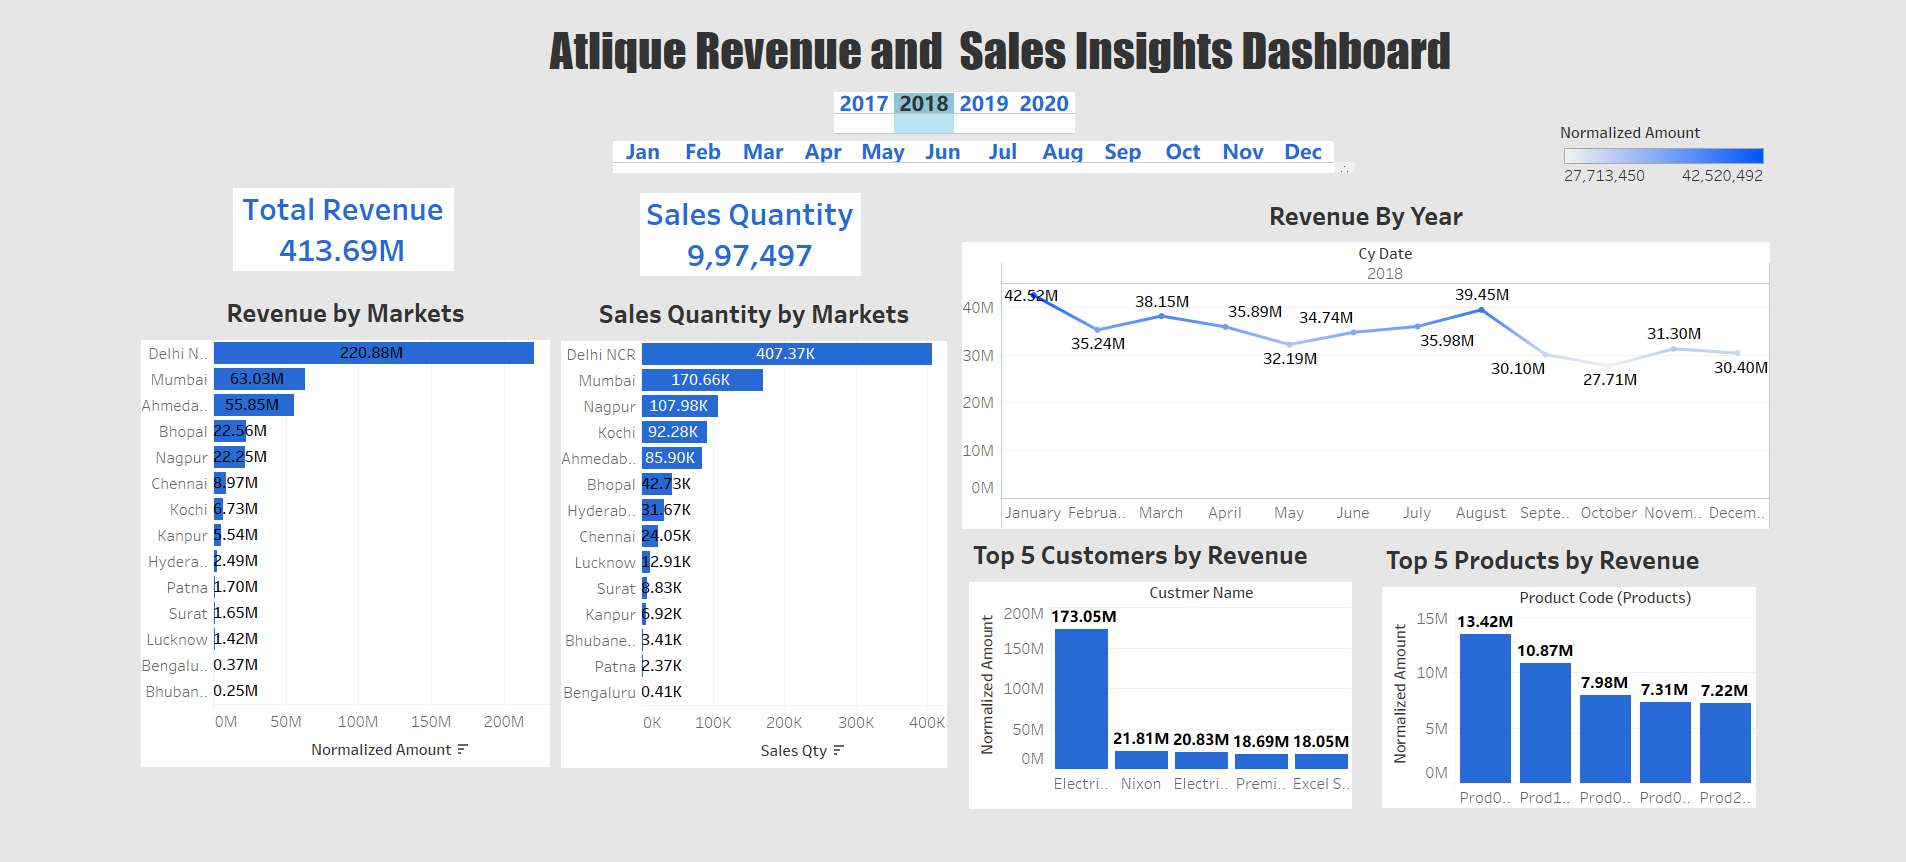 Atlique Revenue and Sales Insights Dashboard
2017 2018 2019 2020
Jan Feb Mar Apr May Jun Jul Aug Sep Oct Nov Dec
Normalized Amount
27,713,450 42,520,492
Total Revenue
413.69M
Sales Quantity
9,97,497
Revenue by Markets
Delhi N.. 220.88M
Mumbai 63.03M
Ahmeda.. 55.85M
Bhopal 22.56M
Nagpur 22.25M
Chennai 8.97M
Kochi 6.73M
Kanpur 5.54M
Hydera.. 2.49M
Patna 1.70M
Surat 1.65M
Lucknow 1.42M
Bengalu.. 0.37M
Bhuban.. 0.25M
0M 50M 100M 150M 200M
Normalized Amount
Sales Quantity by Markets
Delhi NCR 407.37K
Mumbai 170.66K
Nagpur 107.98K
Kochi 92.28K
Ahmedab.. 85.90K
Bhopal 42.73K
Hyderab.. 31.67K
Chennai 24.05K
Lucknow 12.91K
Surat 8.83K
Kanpur 6.92K
Bhubane.. 3.41K
Patna 2.37K
Bengaluru 0.41K
0K 100K 200K 300K 400K
Sales Qty
Revenue By Year
Cy Date
2018
40M
30M
20M
10M
0M
42.52M 35.24M 38.15M 35.89M 32.19M 34.74M 35.98M 39.45M 30.10M 27.71M 31.30M 30.40M
January Februa.. March April May June July August Septe.. October Novem.. Decem..
Top 5 Customers by Revenue
Custmer Name
Normalized Amount
200M
150M
100M
50M
0M
173.05M 21.81M 20.83M 18.69M 18.05M
Electri.. Nixon Electri.. Premi.. Excel S..
Top 5 Products by Revenue
Product Code (Products)
Normalized Amount
15M
10M
5M
0M
13.42M 10.87M 7.98M 7.31M 7.22M
Prod0.. Prod1.. Prod0.. Prod0.. Prod2..